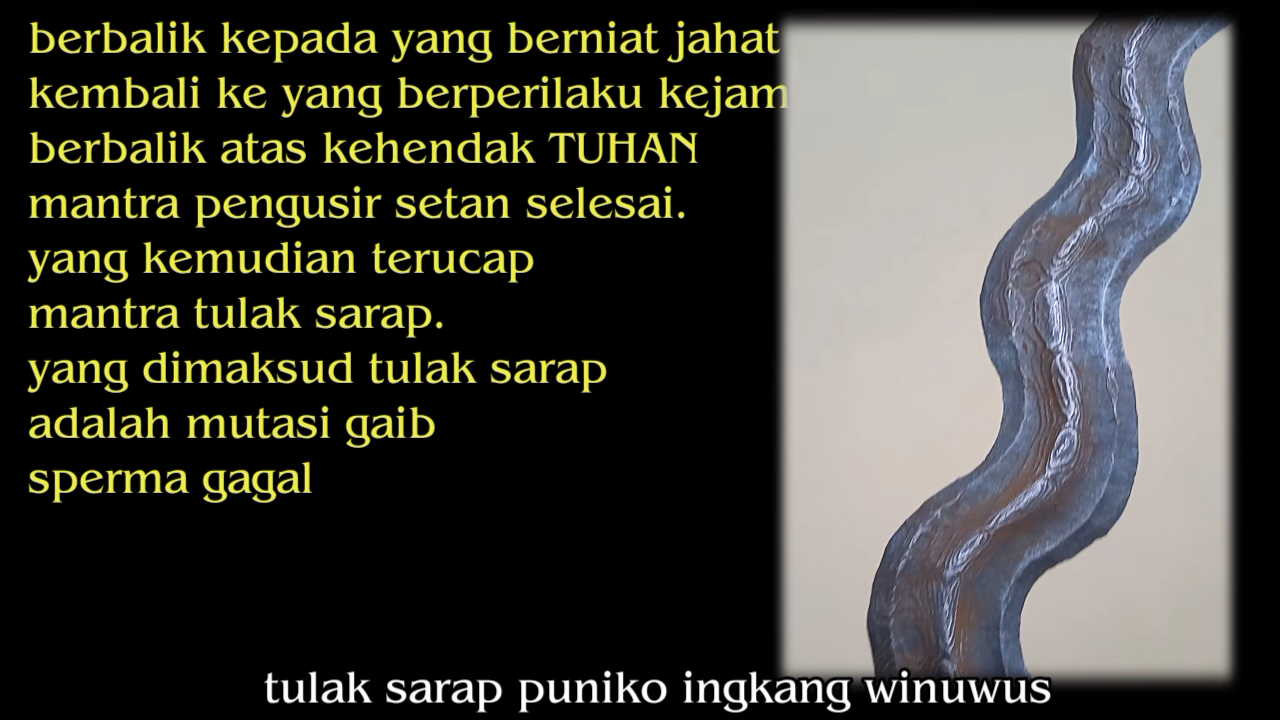 berbalik kepada yang berniat jahat
kembali ke yang berperilaku kejam
berbalik atas kehendak TUHAN
mantra pengusir setan selesai.
yang kemudian terucap
mantra tulak sarap.
yang dimaksud tulak sarap
adalah mutasi gaib
sperma gagal
tulak sarap puniko ingkang winuwus